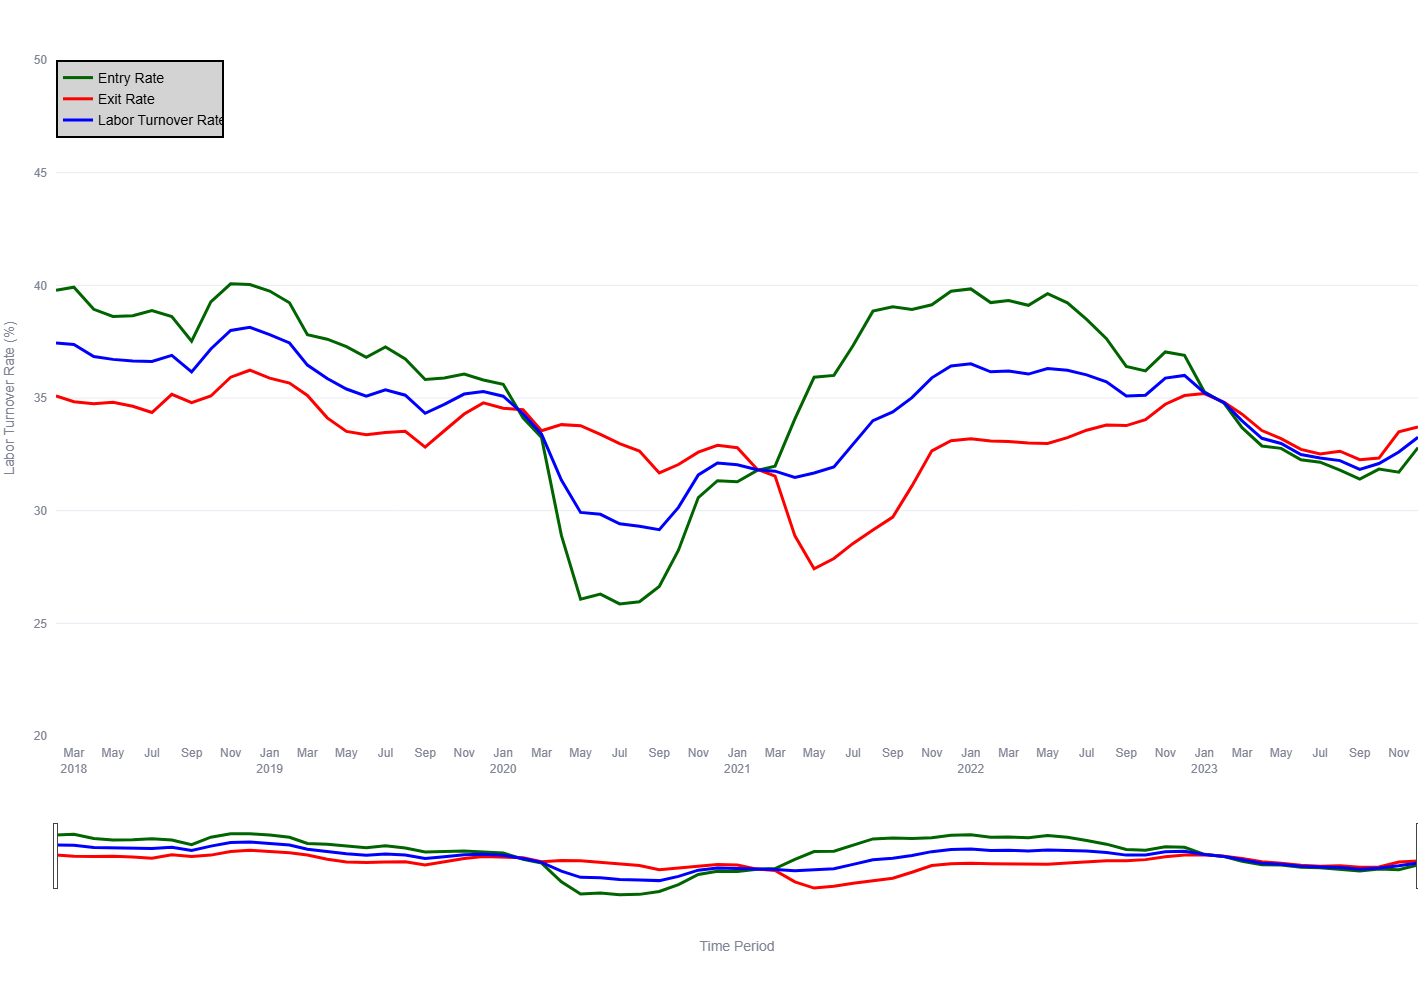 50
Entry Rate
Exit Rate
Labor Turnover Rate
45
40
35
30
25
20
Labor Turnover Rate (%)
Mar May Jul Sep Nov Jan Mar May Jul Sep Nov Jan Mar May Jul Sep Nov Jan Mar May Jul Sep Nov Jan Mar May Jul Sep Nov Jan Mar May Jul Sep Nov
2018 2019 2020 2021 2022 2023
Time Period